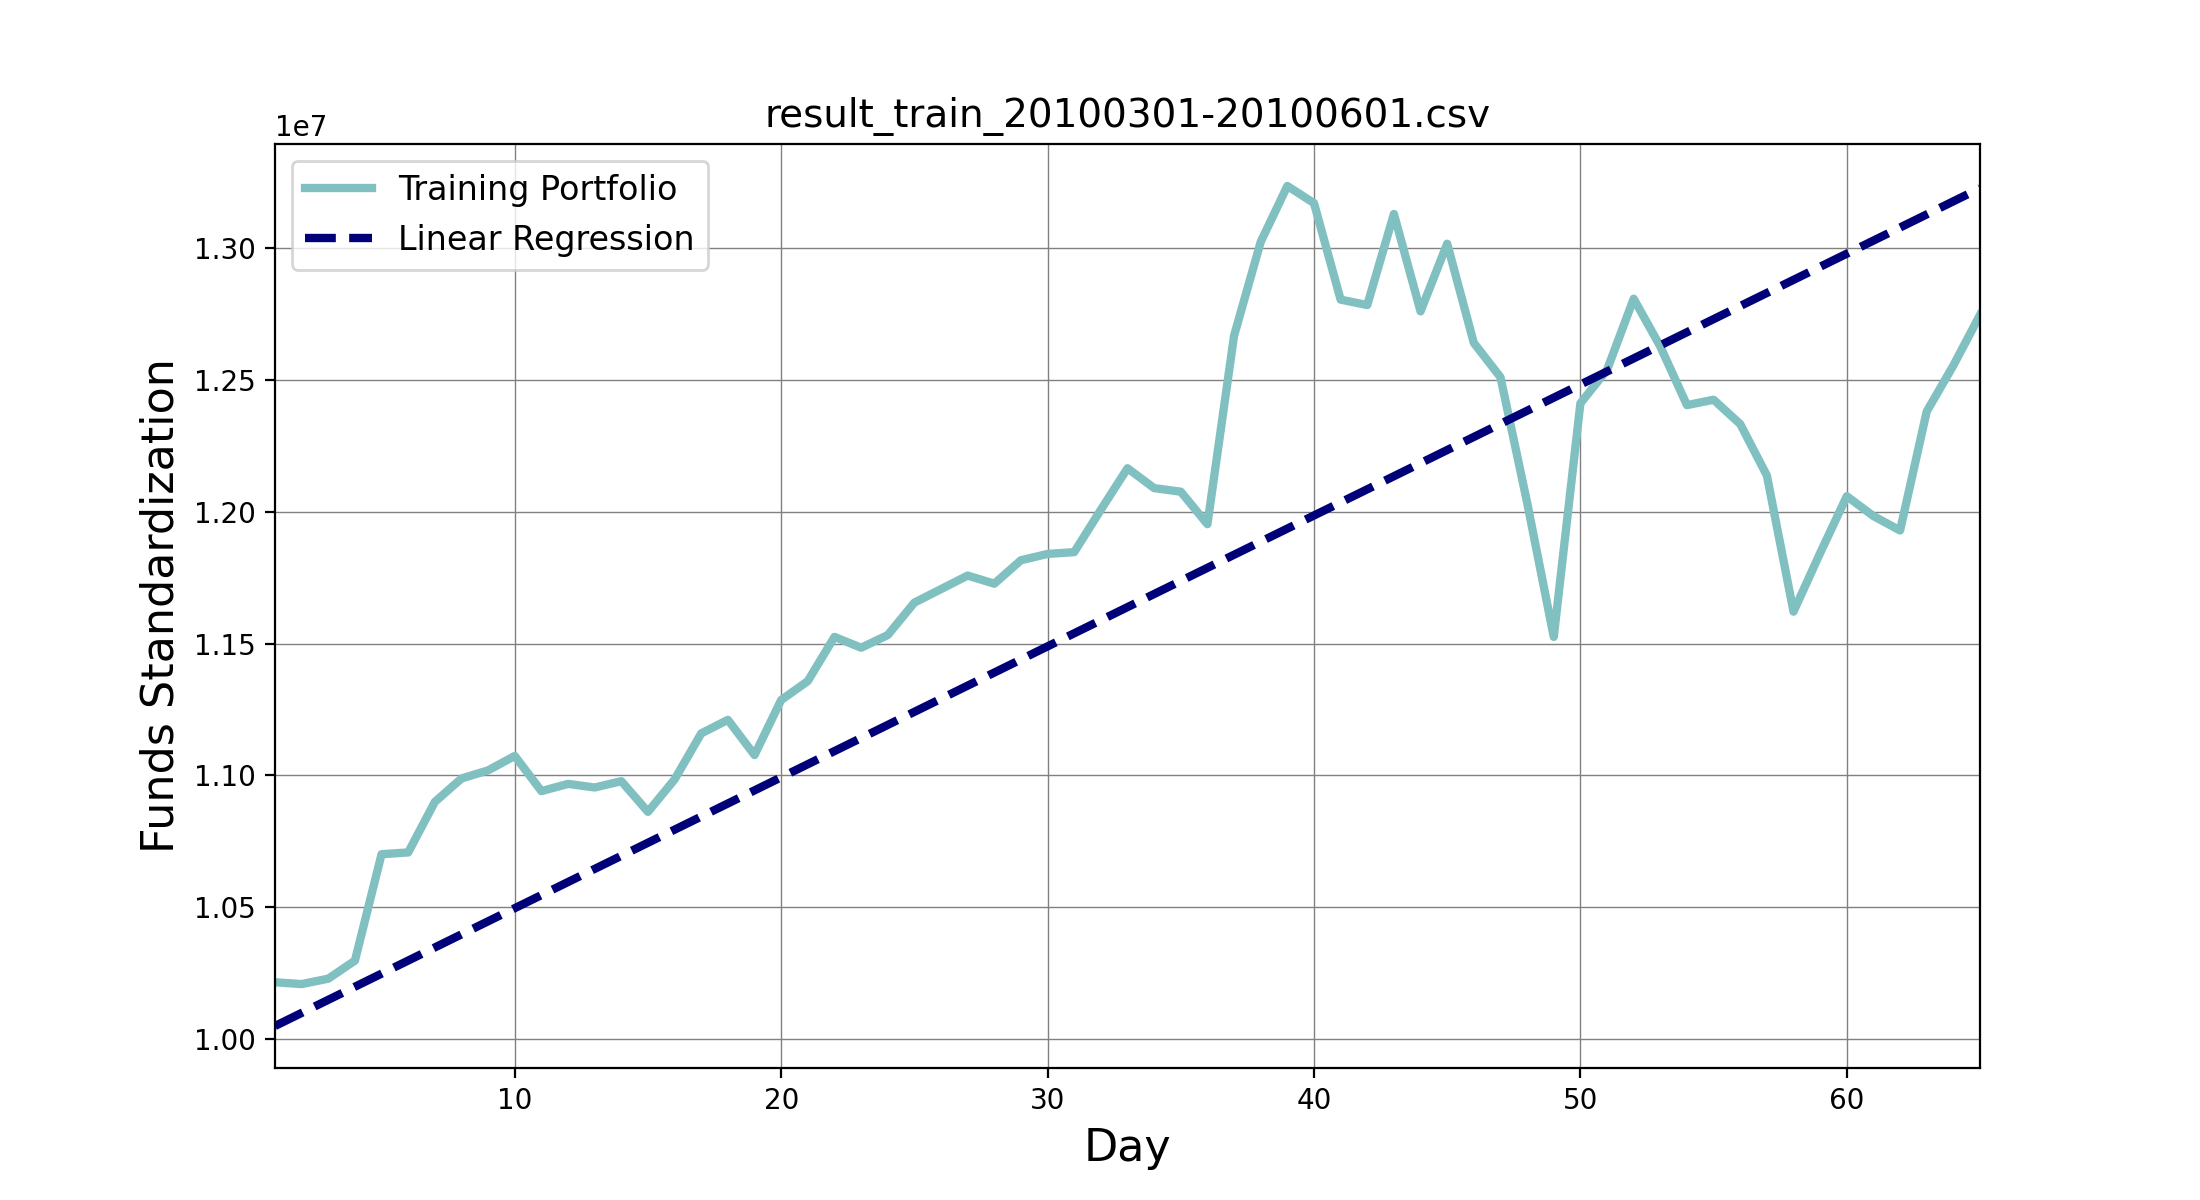 result_train_20100301-20100601.csv
1e7
Training Portfolio
Linear Regression
1.30
1.25
1.20
1.15
1.10
1.05
1.00
Funds Standardization
10 20 30 40 50 60
Day